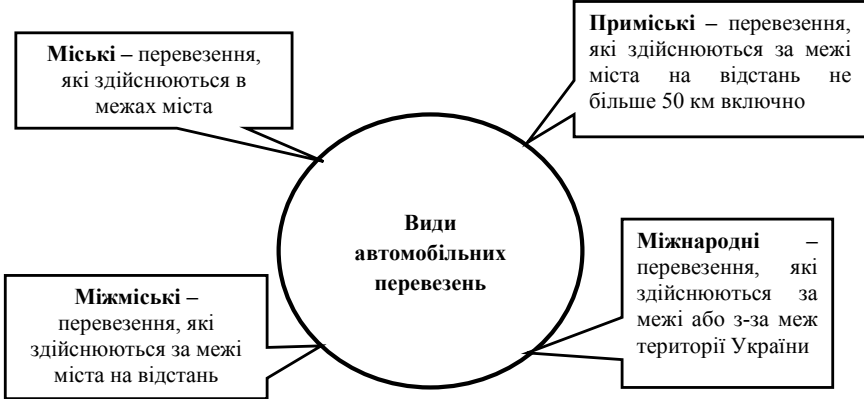 Міські – перевезення,
які здійснюються в
межах міста
Приміські – перевезення,
які здійснюються за межі
міста на відстань не
більше 50 км включно
Види
автомобільних
перевезень
Міжміські –
перевезення, які
здійснюються за межі
міста на відстань
Міжнародні –
перевезення, які
здійснюються за
межі або з-за меж
території України